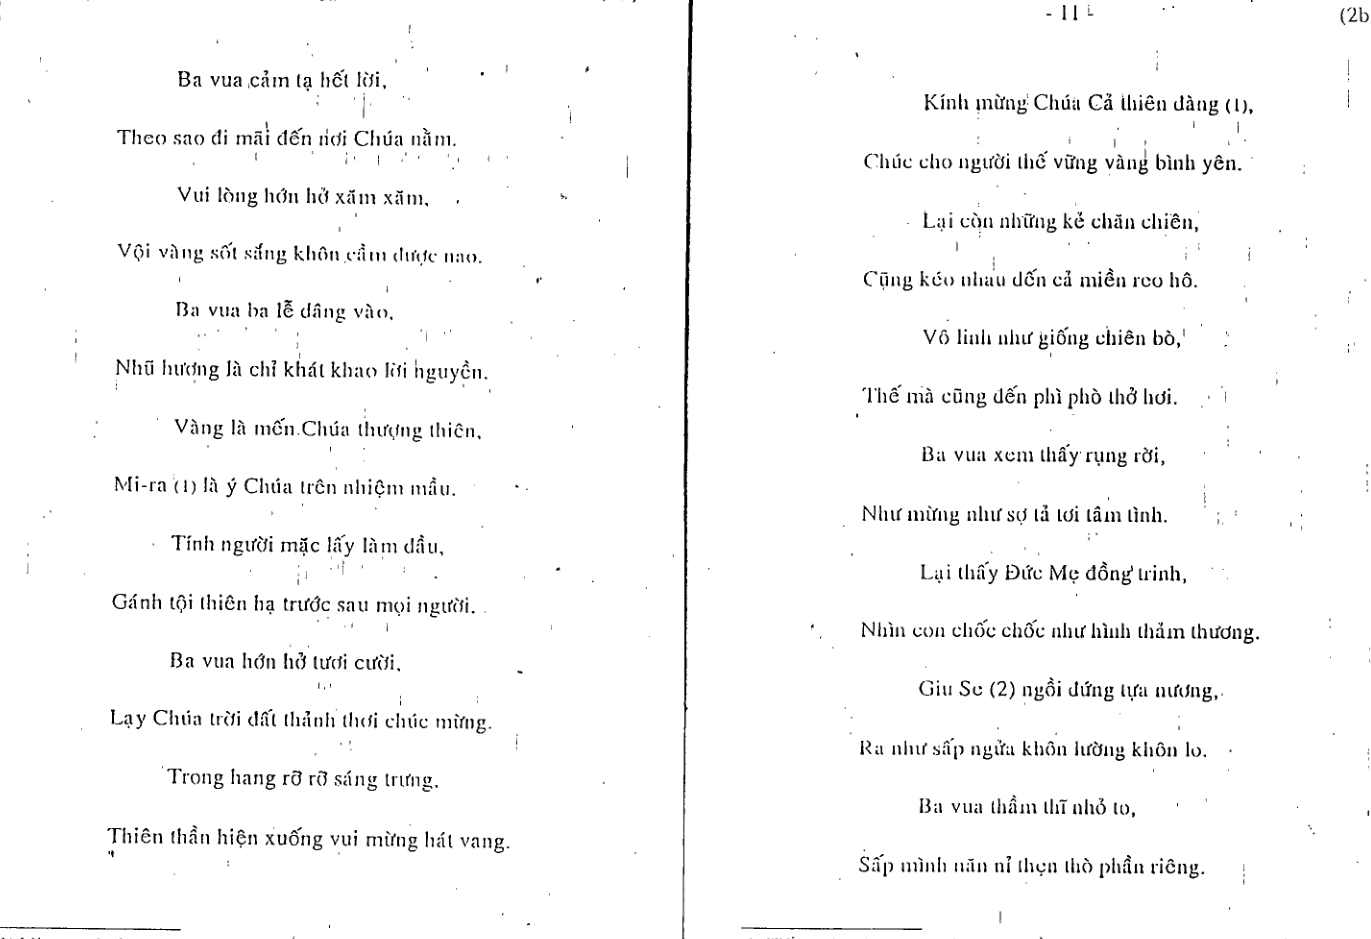 Ba vua cảm tạ hết lời,
Theo sao đi mãi đến nơi Chúa nằm.
Vui lòng hớn hở xăm xăm,
Vội vàng sốt sắng khôn cầm được nao.
Ba vua ba lễ dâng vào,
Nhũ hương là chỉ khát khao lời nguyền.
Vàng là mến Chúa thượng thiên,
Mi-ra (1) là ý Chúa trên nhiệm mầu.
Tính người mặc lấy làm đầu,
Gánh tội thiên hạ trước sau mọi người.
Ba vua hớn hở tươi cười,
Lạy Chúa trời đất thảnh thơi chúc mừng.
Trong hang rỡ rỡ sáng trưng,
Thiên thần hiện xuống vui mừng hát vang.
- 11 -
(2b
Kính mừng Chúa Cả thiên đàng (1),
Chúc cho người thế vững vàng bình yên.
Lại còn những kẻ chăn chiên,
Cũng kéo nhau đến cả miền reo hô.
Vô linh như giống chiên bò,
Thế mà cũng đến phì phò thở hơi.
Ba vua xem thấy rụng rời,
Như mừng như sợ tả tơi tâm tình.
Lại thấy Đức Mẹ đồng trinh,
Nhìn con chốc chốc như hình thảm thương.
Giu Se (2) ngồi đứng tựa nương,
Ra như sấp ngửa khôn lường khôn lo.
Ba vua thầm thĩ nhỏ to,
Sấp mình năn nỉ thẹn thò phần riêng.